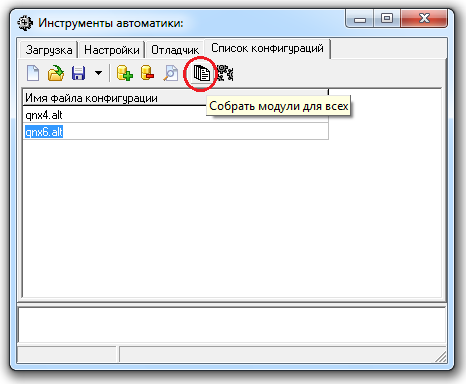 Инструменты автоматики:
Загрузка Настройки Отладчик Список конфигураций
Имя файла конфигурации
Собрать модули для всех
qnx4.alt
qnx6.alt